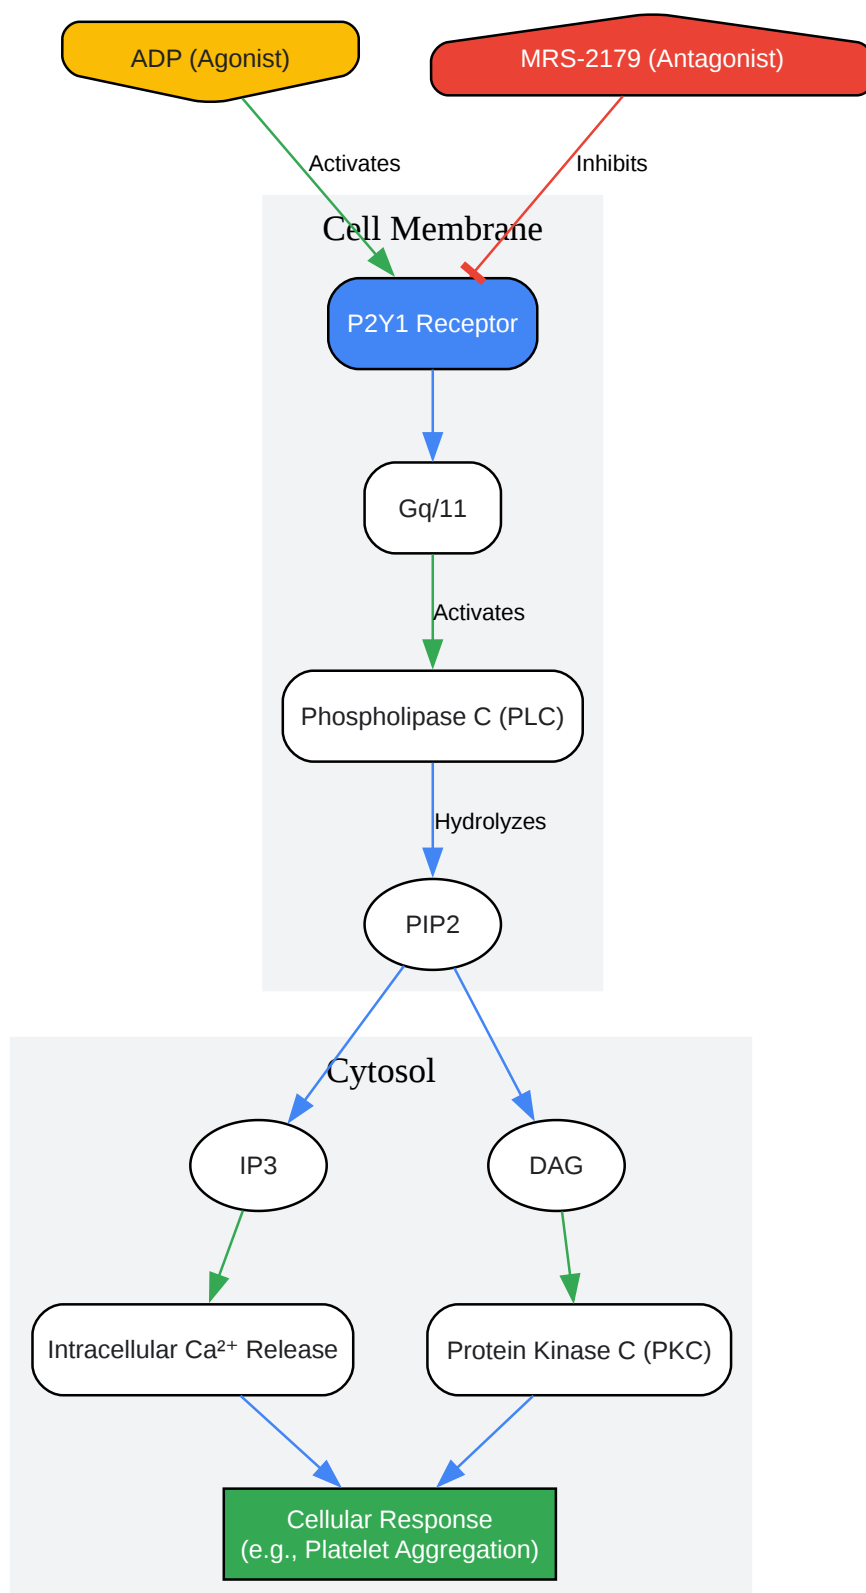 ADP (Agonist)
MRS-2179 (Antagonist)
Activates
Inhibits
Cell Membrane
P2Y1 Receptor
Gq/11
Activates
Phospholipase C (PLC)
Hydrolyzes
PIP2
Cytosol
IP3
DAG
Intracellular Ca²⁺ Release
Protein Kinase C (PKC)
Cellular Response
(e.g., Platelet Aggregation)